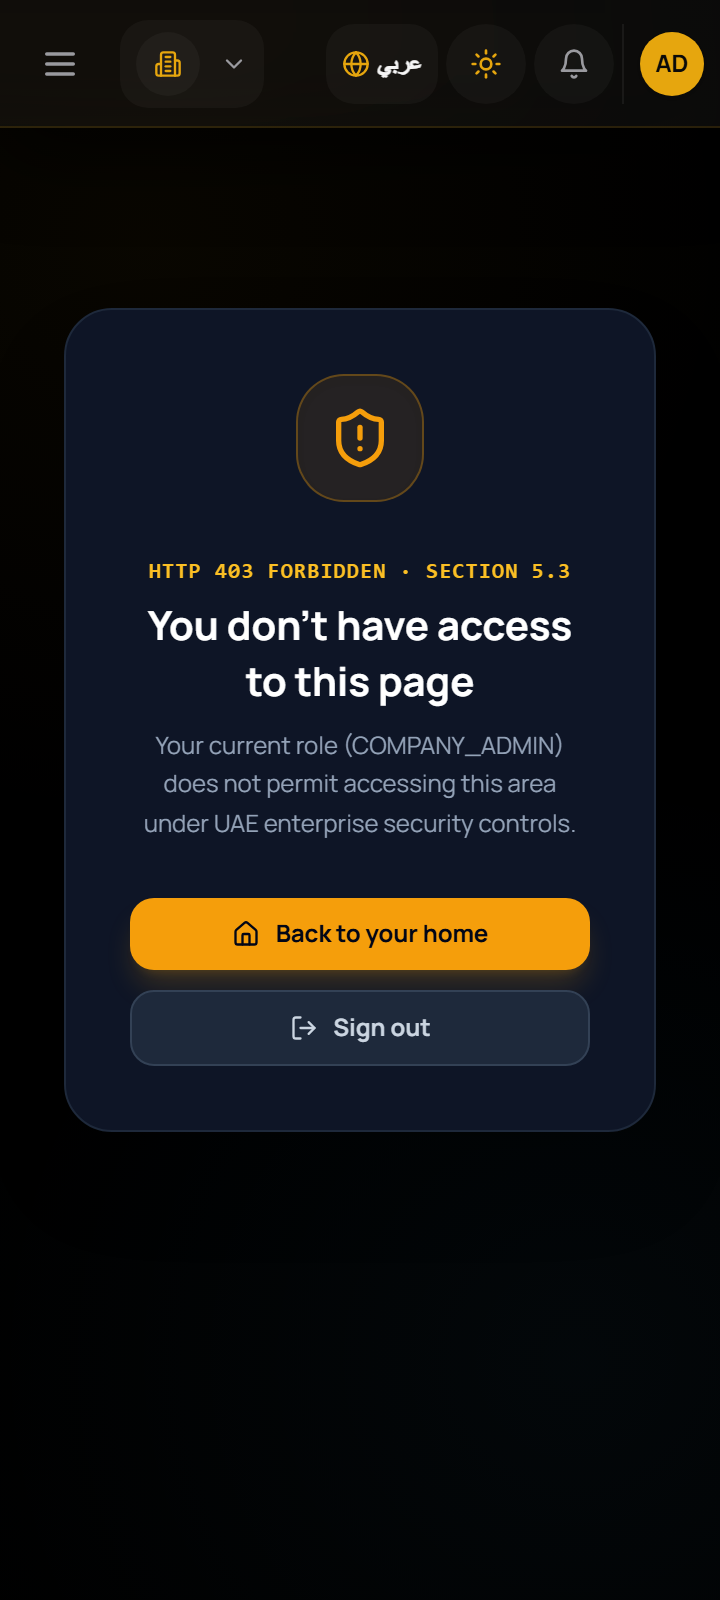 عربي
AD
HTTP 403 FORBIDDEN · SECTION 5.3
You don’t have access
to this page
Your current role (COMPANY_ADMIN)
does not permit accessing this area
under UAE enterprise security controls.
Back to your home
Sign out